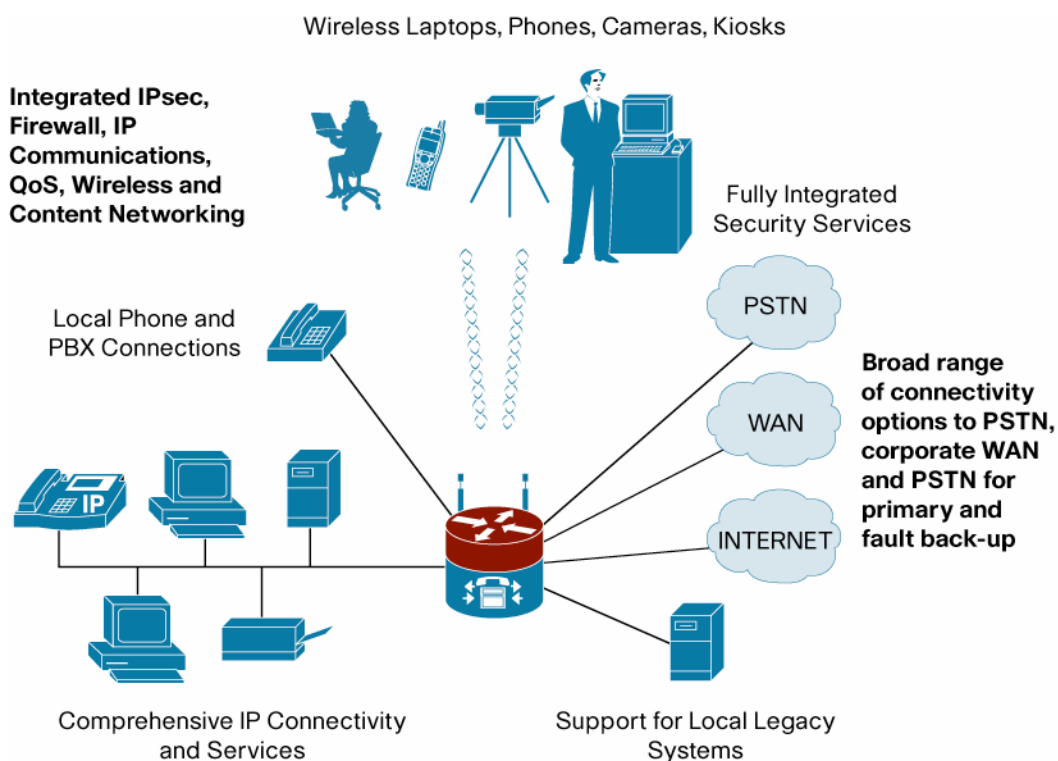 Wireless Laptops, Phones, Cameras, Kiosks
Integrated IPsec,
Firewall, IP
Communications,
QoS, Wireless and
Content Networking
Fully Integrated
Security Services
PSTN
Local Phone and
PBX Connections
Broad range
of connectivity
options to PSTN,
corporate WAN
and PSTN for
primary and
fault back-up
WAN
IP
INTERNET
Comprehensive IP Connectivity
and Services
Support for Local Legacy
Systems